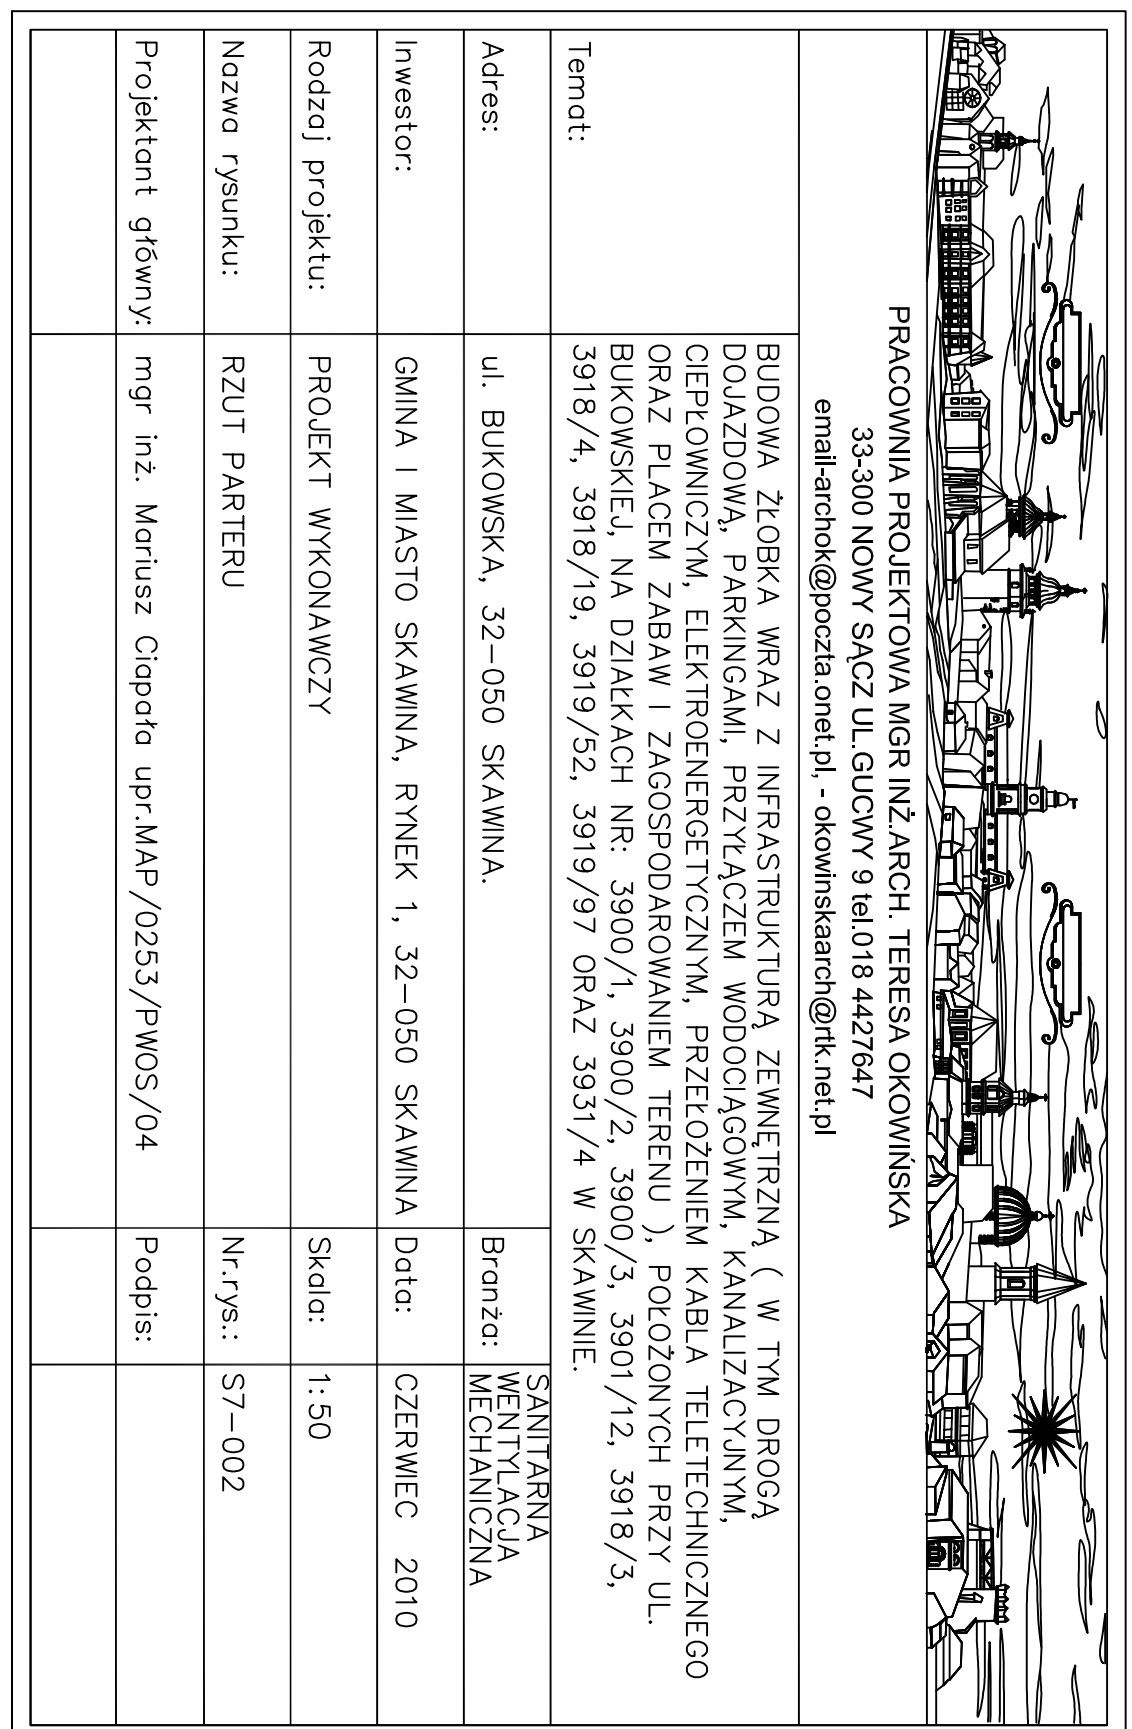 PRACOWNIA PROJEKTOWA MGR INŻ.ARCH. TERESA OKOWIŃSKA
33-300 NOWY SĄCZ UL.GUCWY 9 tel.018 4427647
email-archok@poczta.onet.pl, - okowinskaarch@rtk.net.pl
Temat:
BUDOWA ŻŁOBKA WRAZ Z INFRASTRUKTURĄ ZEWNĘTRZNĄ ( W TYM DROGĄ
DOJAZDOWĄ, PARKINGAMI, PRZYŁĄCZEM WODOCIĄGOWYM, KANALIZACYJNYM,
CIEPŁOWNICZYM, ELEKTROENERGETYCZNYM, PRZEŁOŻENIEM KABLA TELETECHNICZNEGO
ORAZ PLACEM ZABAW I ZAGOSPODAROWANIEM TERENU ), POŁOŻONYCH PRZY UL.
BUKOWSKIEJ, NA DZIAŁKACH NR: 3900/1, 3900/2, 3900/3, 3901/12, 3918/3,
3918/4, 3918/19, 3919/52, 3919/97 ORAZ 3931/4 W SKAWINIE.
Adres: ul. BUKOWSKA, 32-050 SKAWINA. Branża:
SANITARNA
WENTYLACJA
MECHANICZNA
Inwestor: GMINA I MIASTO SKAWINA, RYNEK 1, 32-050 SKAWINA Data: CZERWIEC 2010
Rodzaj projektu: PROJEKT WYKONAWCZY Skala: 1:50
Nazwa rysunku: RZUT PARTERU Nr.rys.: S7-002
Projektant główny: mgr inż. Mariusz Ciapała upr.MAP/0253/PWOS/04 Podpis: